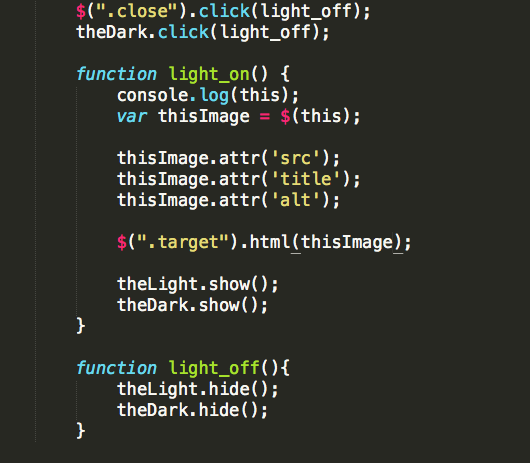 $(".close").click(light_off);
theDark.click(light_off);
function light_on() {
console.log(this);
var thisImage = $(this);
thisImage.attr('src');
thisImage.attr('title');
thisImage.attr('alt');
$(".target").html(thisImage);
theLight.show();
theDark.show();
}
function light_off(){
theLight.hide();
theDark.hide();
}